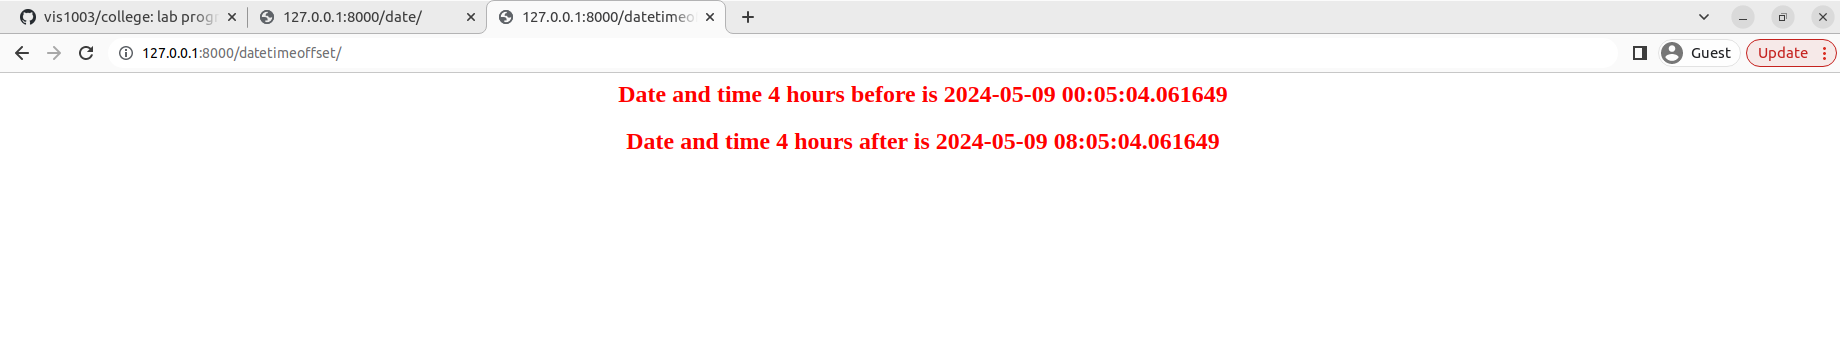 vis1003/college: lab prog
127.0.0.1:8000/date/
127.0.0.1:8000/datetimeo
127.0.0.1:8000/datetimeoffset/
Guest
Update
Date and time 4 hours before is 2024-05-09 00:05:04.061649
Date and time 4 hours after is 2024-05-09 08:05:04.061649